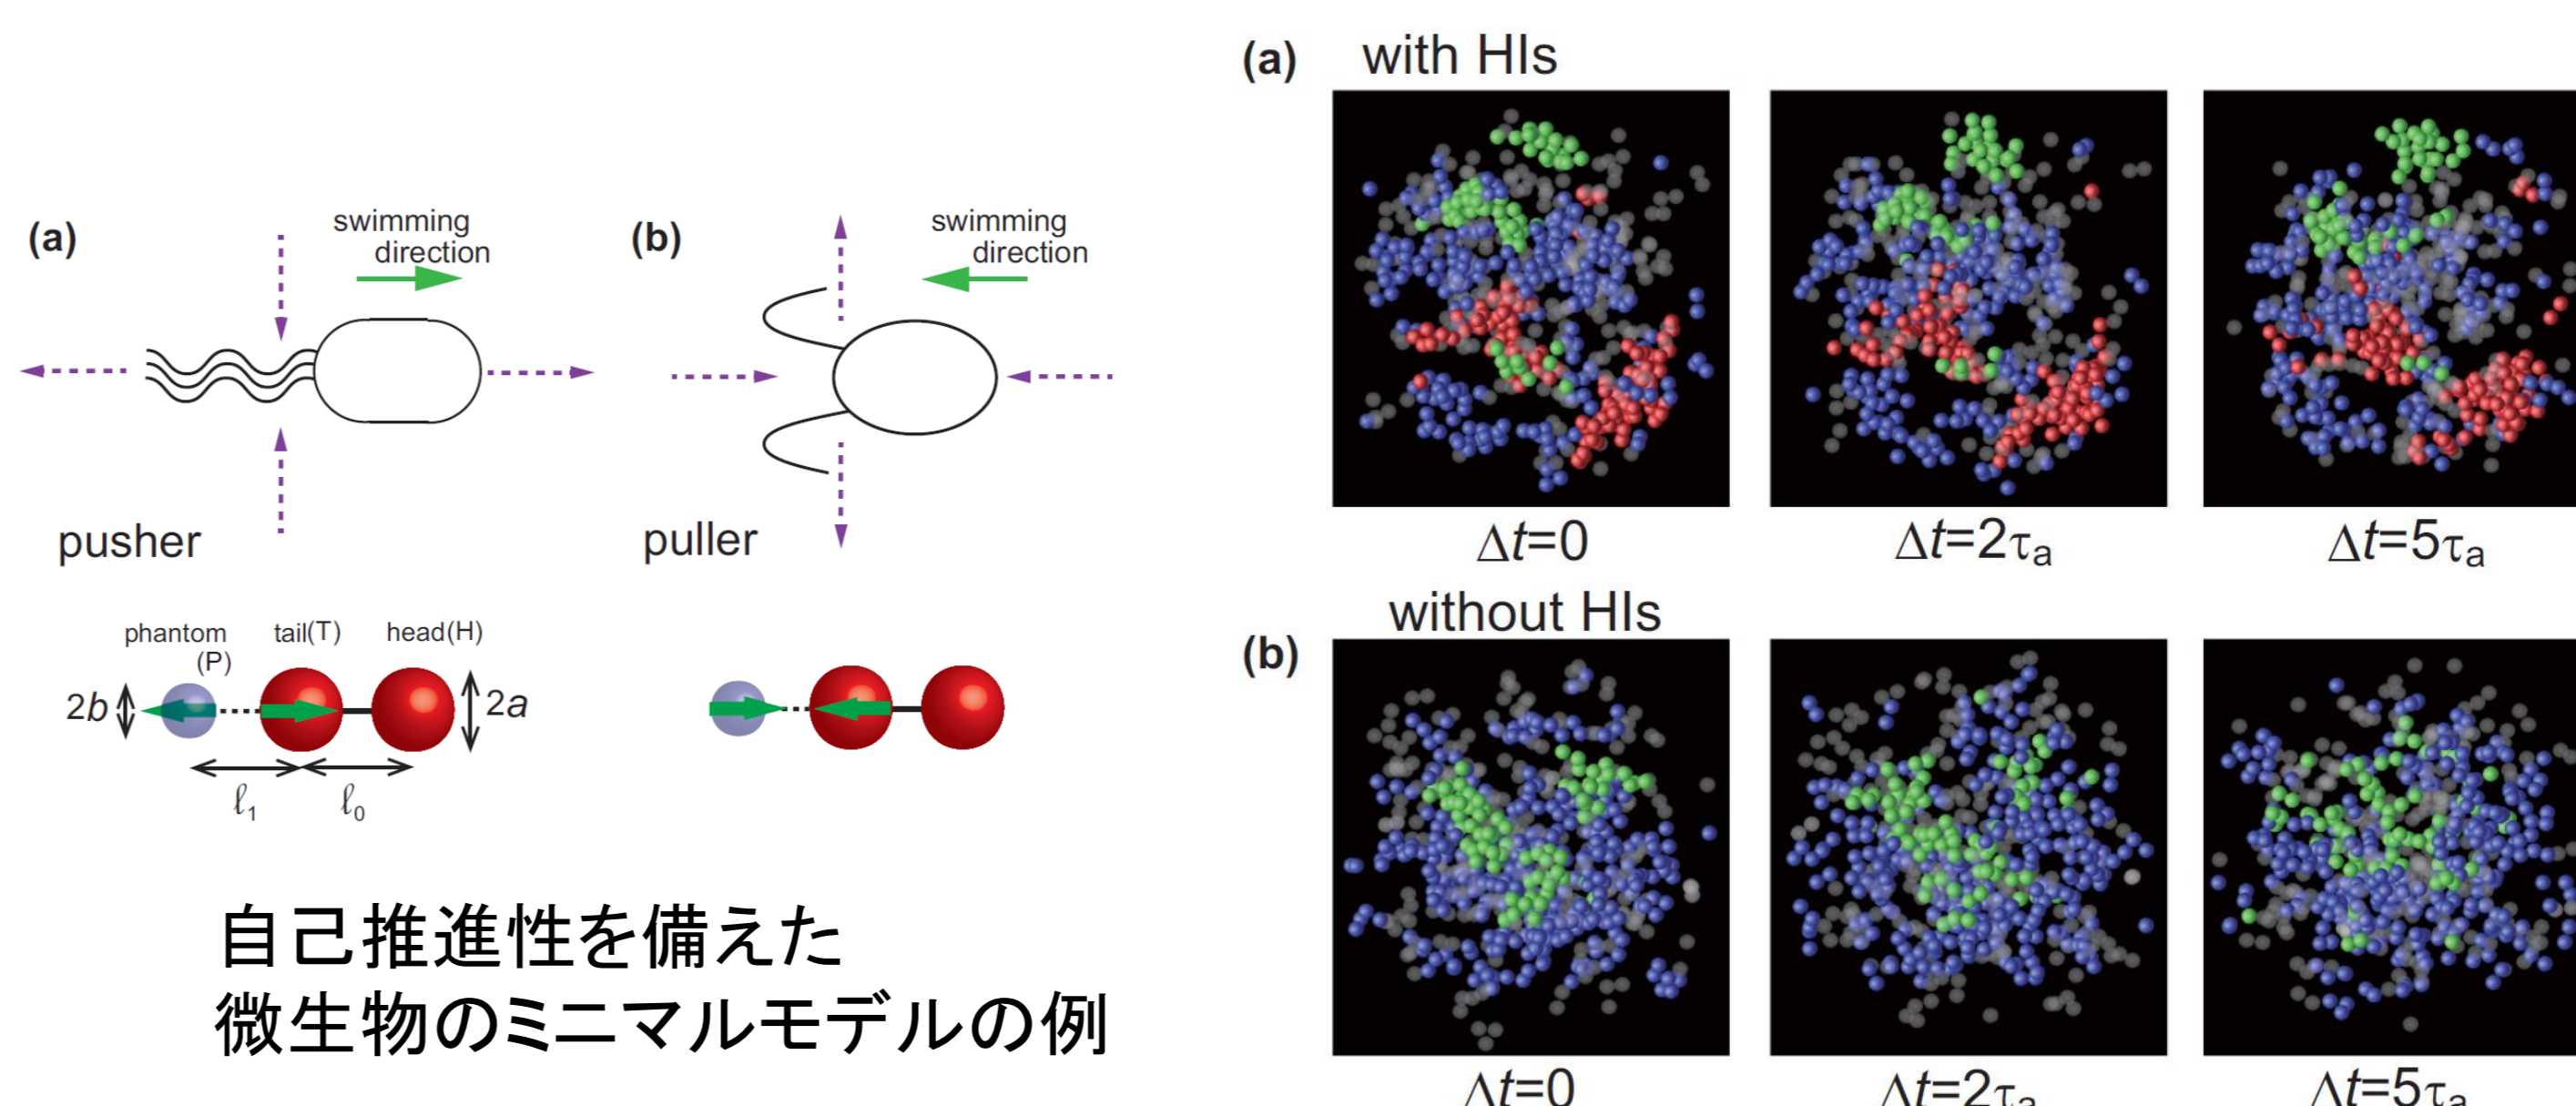 (a)
swimming
direction
pusher
(b)
swimming
direction
puller
phantom
(P)
tail(T)
head(H)
2b
2a
ℓ1
ℓ0
自己推進性を備えた
微生物のミニマルモデルの例
(a) with HIs
Δt=0
Δt=2τa
Δt=5τa
(b) without HIs
Δt=0
Δt=2τa
Δt=5τa